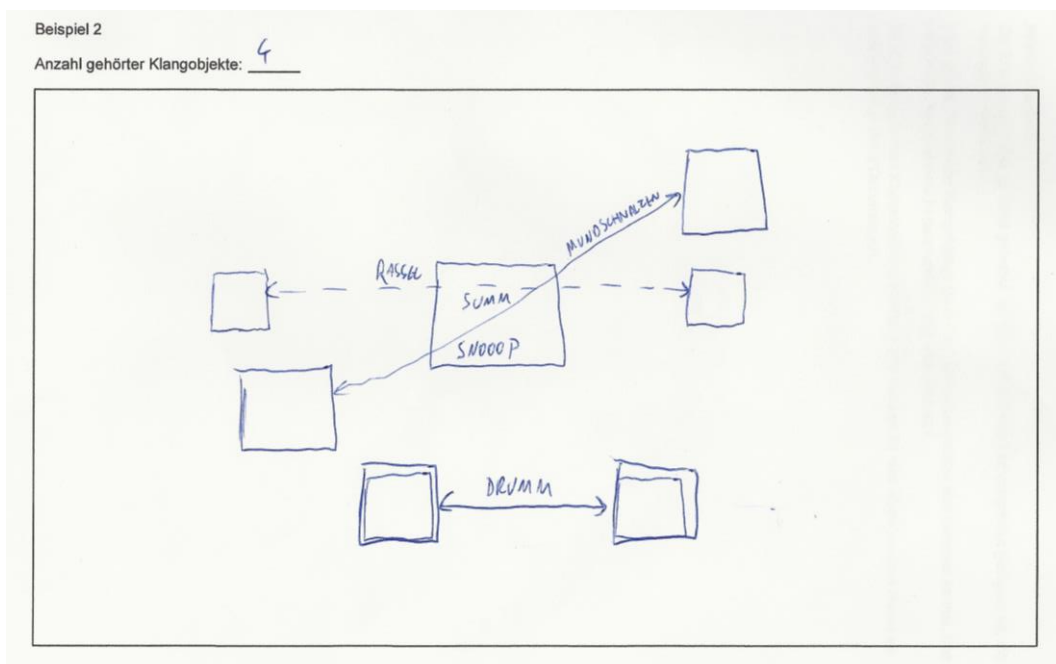 Beispiel 2
Anzahl gehörter Klangobjekte: 4
MUNDSCHNALZEN
RASSEL
SUMM
SNOOOP
DRUMM